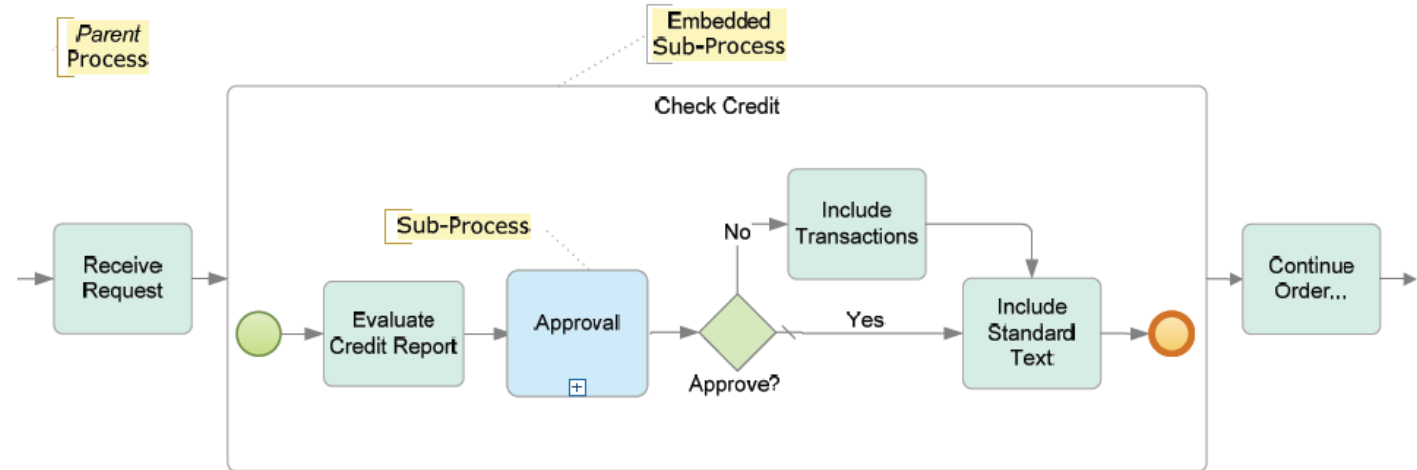 Parent
Process
Embedded
Sub-Process
Check Credit
Receive
Request
Sub-Process
Evaluate
Credit Report
Approval
No
Include
Transactions
Approve?
Yes
Include
Standard
Text
Continue
Order...